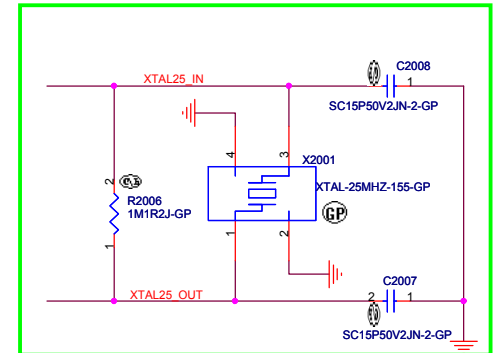 XTAL25_IN
C2008
1
SC15P50V2JN-2-GP
4
3
X2001
XTAL-25MHZ-155-GP
GP
2
R2006
1M1R2J-GP
1
1
2
XTAL25_OUT
C2007
2
1
SC15P50V2JN-2-GP